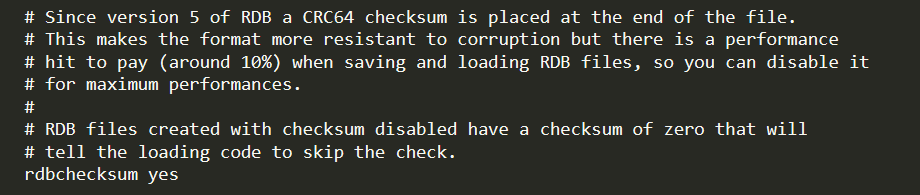 # Since version 5 of RDB a CRC64 checksum is placed at the end of the file.
# This makes the format more resistant to corruption but there is a performance
# hit to pay (around 10%) when saving and loading RDB files, so you can disable it
# for maximum performances.
#
# RDB files created with checksum disabled have a checksum of zero that will
# tell the loading code to skip the check.
rdbchecksum yes